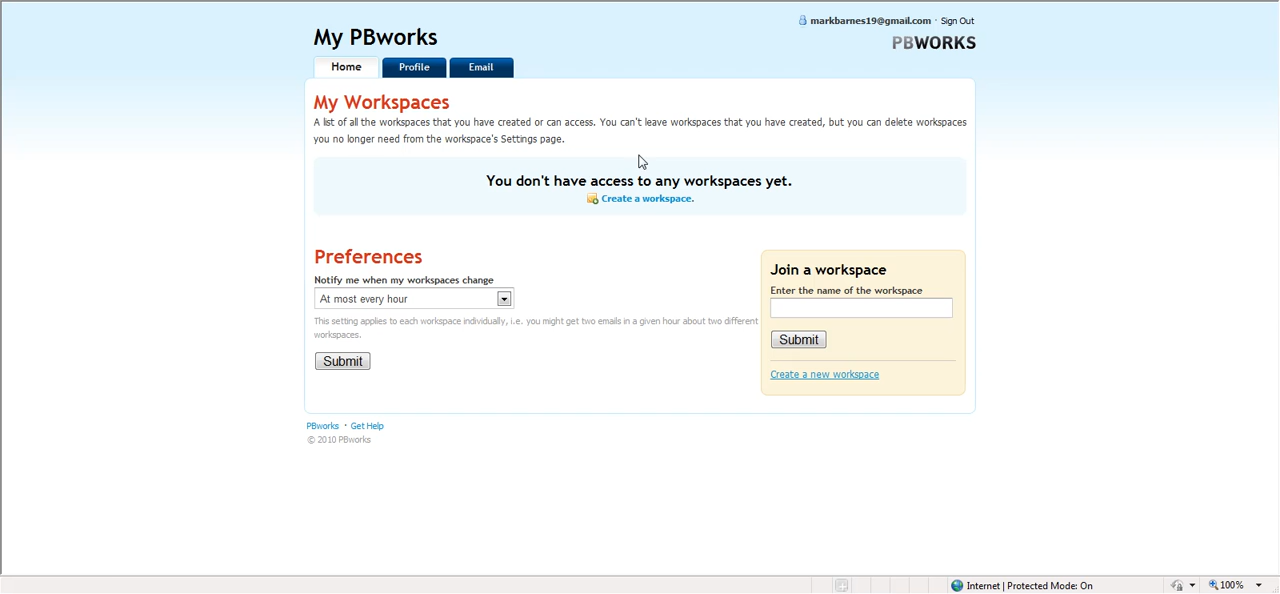 markbarnes19@gmail.com · Sign Out
My PBworks
PBWORKS
Home
Profile
Email
My Workspaces
A list of all the workspaces that you have created or can access. You can't leave workspaces that you have created, but you can delete workspaces
you no longer need from the workspace's Settings page.
You don't have access to any workspaces yet.
Create a workspace.
Preferences
Notify me when my workspaces change
At most every hour
This setting applies to each workspace individually, i.e. you might get two emails in a given hour about two different
workspaces.
Submit
Join a workspace
Enter the name of the workspace
Submit
Create a new workspace
PBworks · Get Help
© 2010 PBworks
Internet | Protected Mode: On
100%